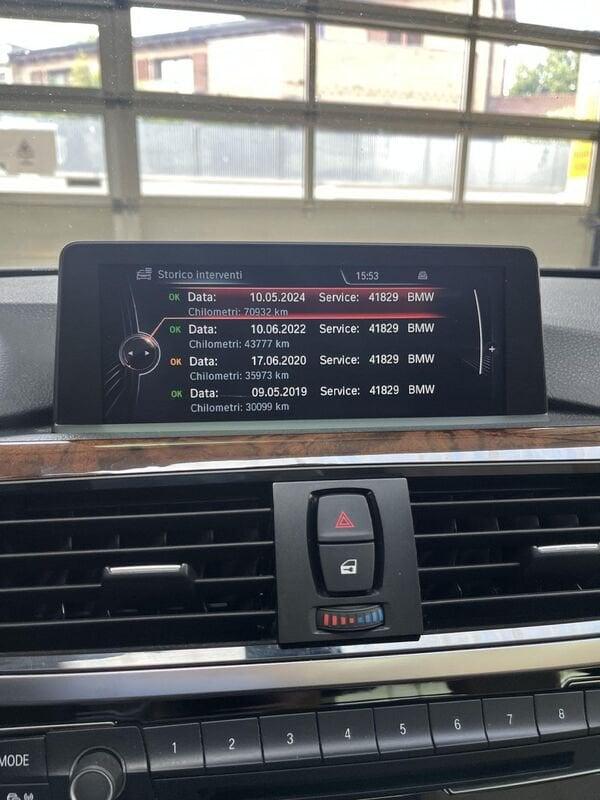 Storico interventi 15:53
OK Data: 10.05.2024 Service: 41829 BMW
Chilometri: 70932 km
OK Data: 10.06.2022 Service: 41829 BMW
Chilometri: 43777 km
OK Data: 17.06.2020 Service: 41829 BMW
Chilometri: 35973 km
OK Data: 09.05.2019 Service: 41829 BMW
Chilometri: 30099 km
+
MODE 1 2 3 4 5 6 7 8